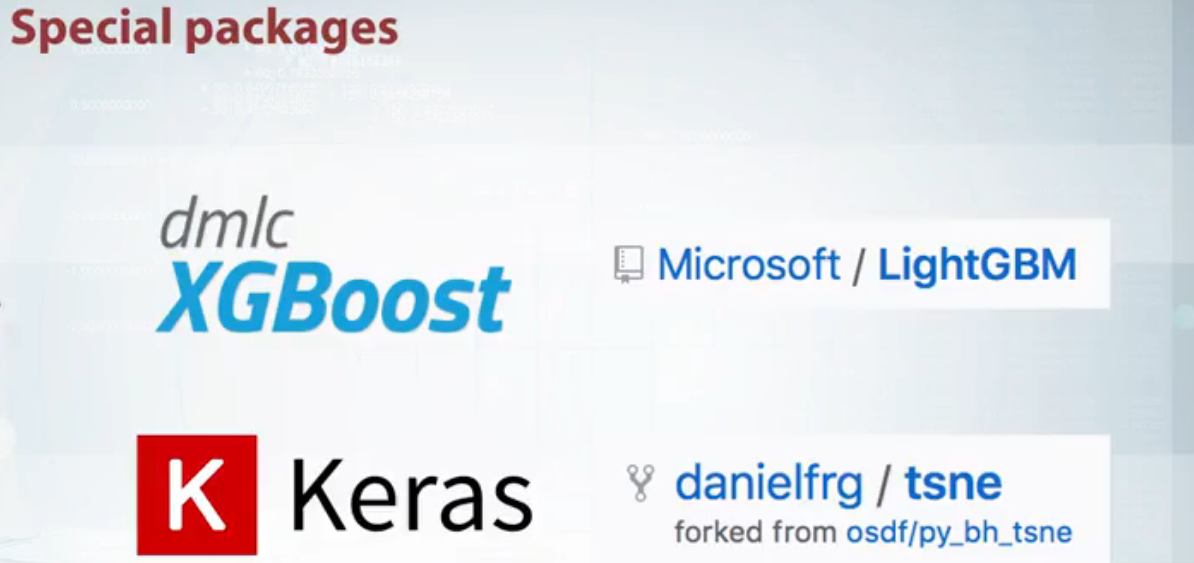 Special packages
dmlc
XGBoost
Microsoft / LightGBM
K Keras
danielfrg / tsne
forked from osdf/py_bh_tsne